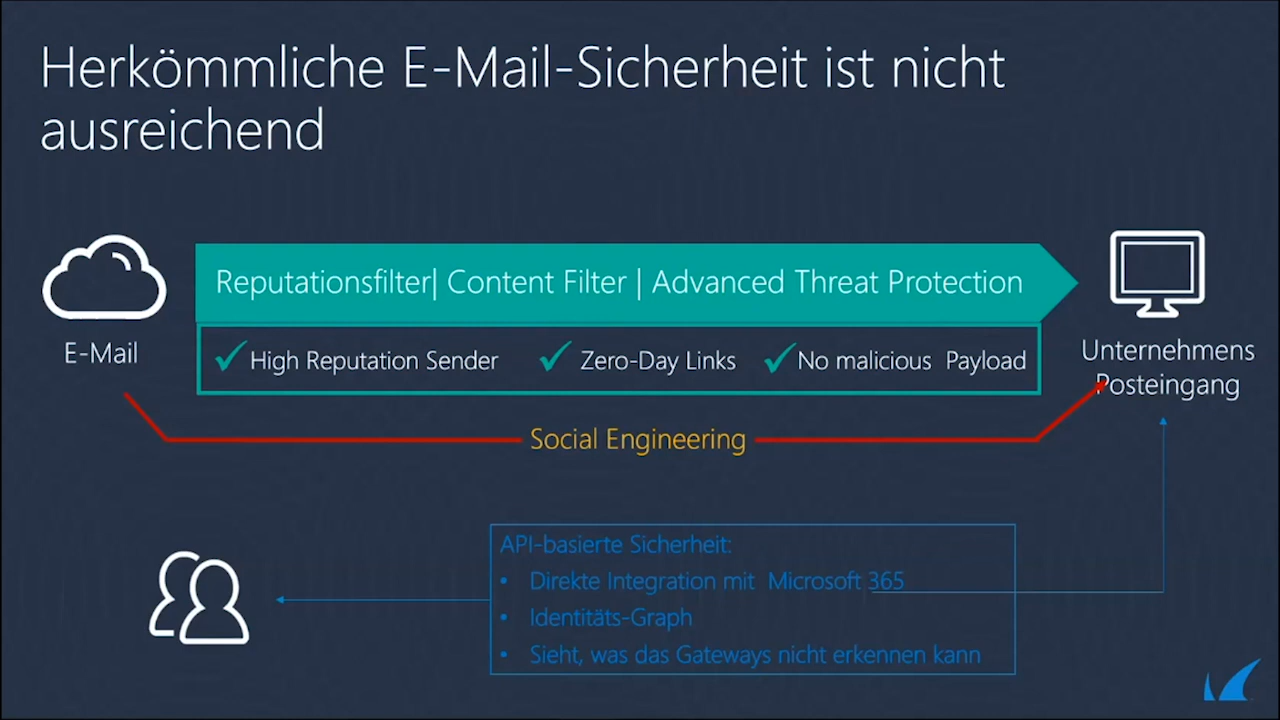 Herkömmliche E-Mail-Sicherheit ist nicht
ausreichend
Reputationsfilter| Content Filter | Advanced Threat Protection
E-Mail
High Reputation Sender
Zero-Day Links
No malicious Payload
Unternehmens
Posteingang
Social Engineering
API-basierte Sicherheit:
• Direkte Integration mit Microsoft 365
• Identitäts-Graph
• Sieht, was das Gateways nicht erkennen kann